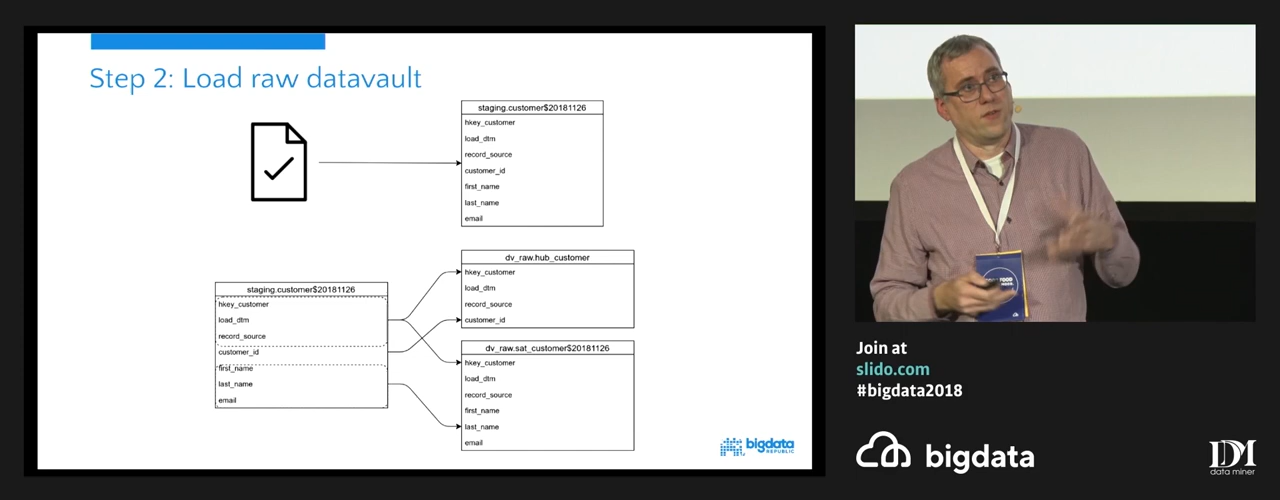 Step 2: Load raw datavault
staging.customer$20181126
hkey_customer
load_dtm
record_source
customer_id
first_name
last_name
email
staging.customer$20181126
hkey_customer
load_dtm
record_source
customer_id
first_name
last_name
email
dv_raw.hub_customer
hkey_customer
load_dtm
record_source
customer_id
dv_raw.sat_customer$20181126
hkey_customer
load_dtm
record_source
first_name
last_name
email
bigdata
REPUBLIC
Join at
slido.com
#bigdata2018
bigdata
DM
data miner